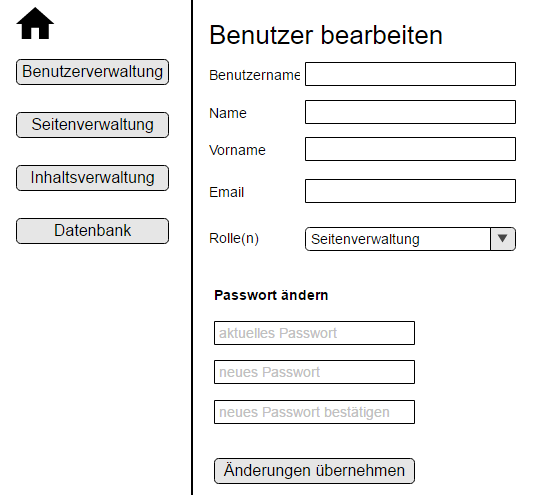 Benutzerverwaltung
Seitenverwaltung
Inhaltsverwaltung
Datenbank
Benutzer bearbeiten
Benutzername
Name
Vorname
Email
Rolle(n) Seitenverwaltung
Passwort ändern
aktuelles Passwort
neues Passwort
neues Passwort bestätigen
Änderungen übernehmen